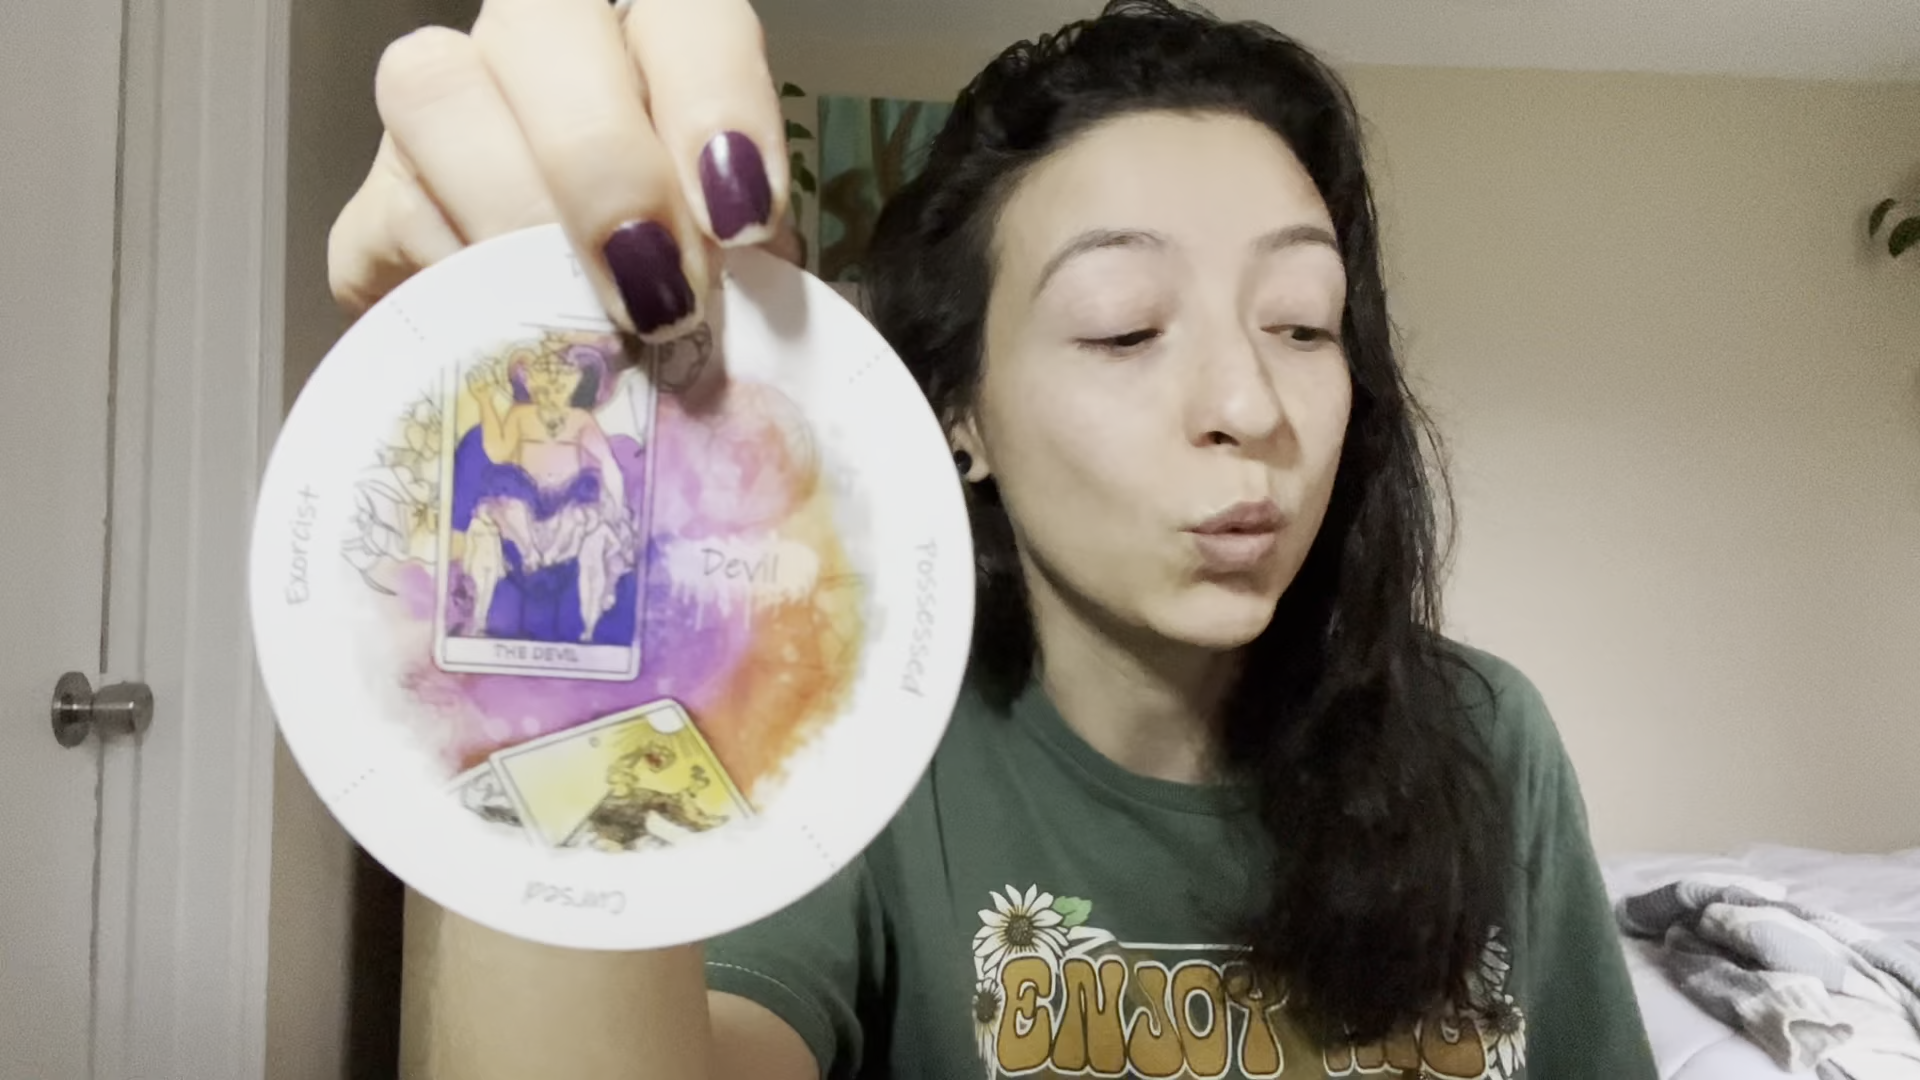 Exorcist
Devil
Possessed
THE DEVIL
Cursed
ENJOY